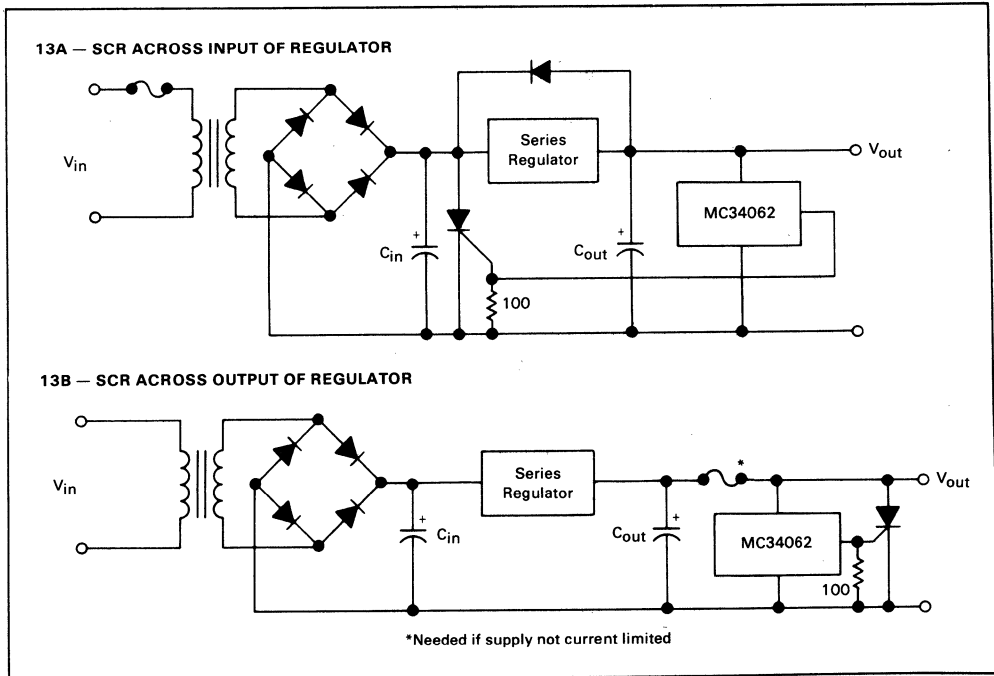 13A — SCR ACROSS INPUT OF REGULATOR
Vin
Series
Regulator
Vout
MC34062
+
Cin
+
Cout
100
13B — SCR ACROSS OUTPUT OF REGULATOR
Vin
Series
Regulator
*
Vout
+
Cin
+
Cout
MC34062
100
*Needed if supply not current limited